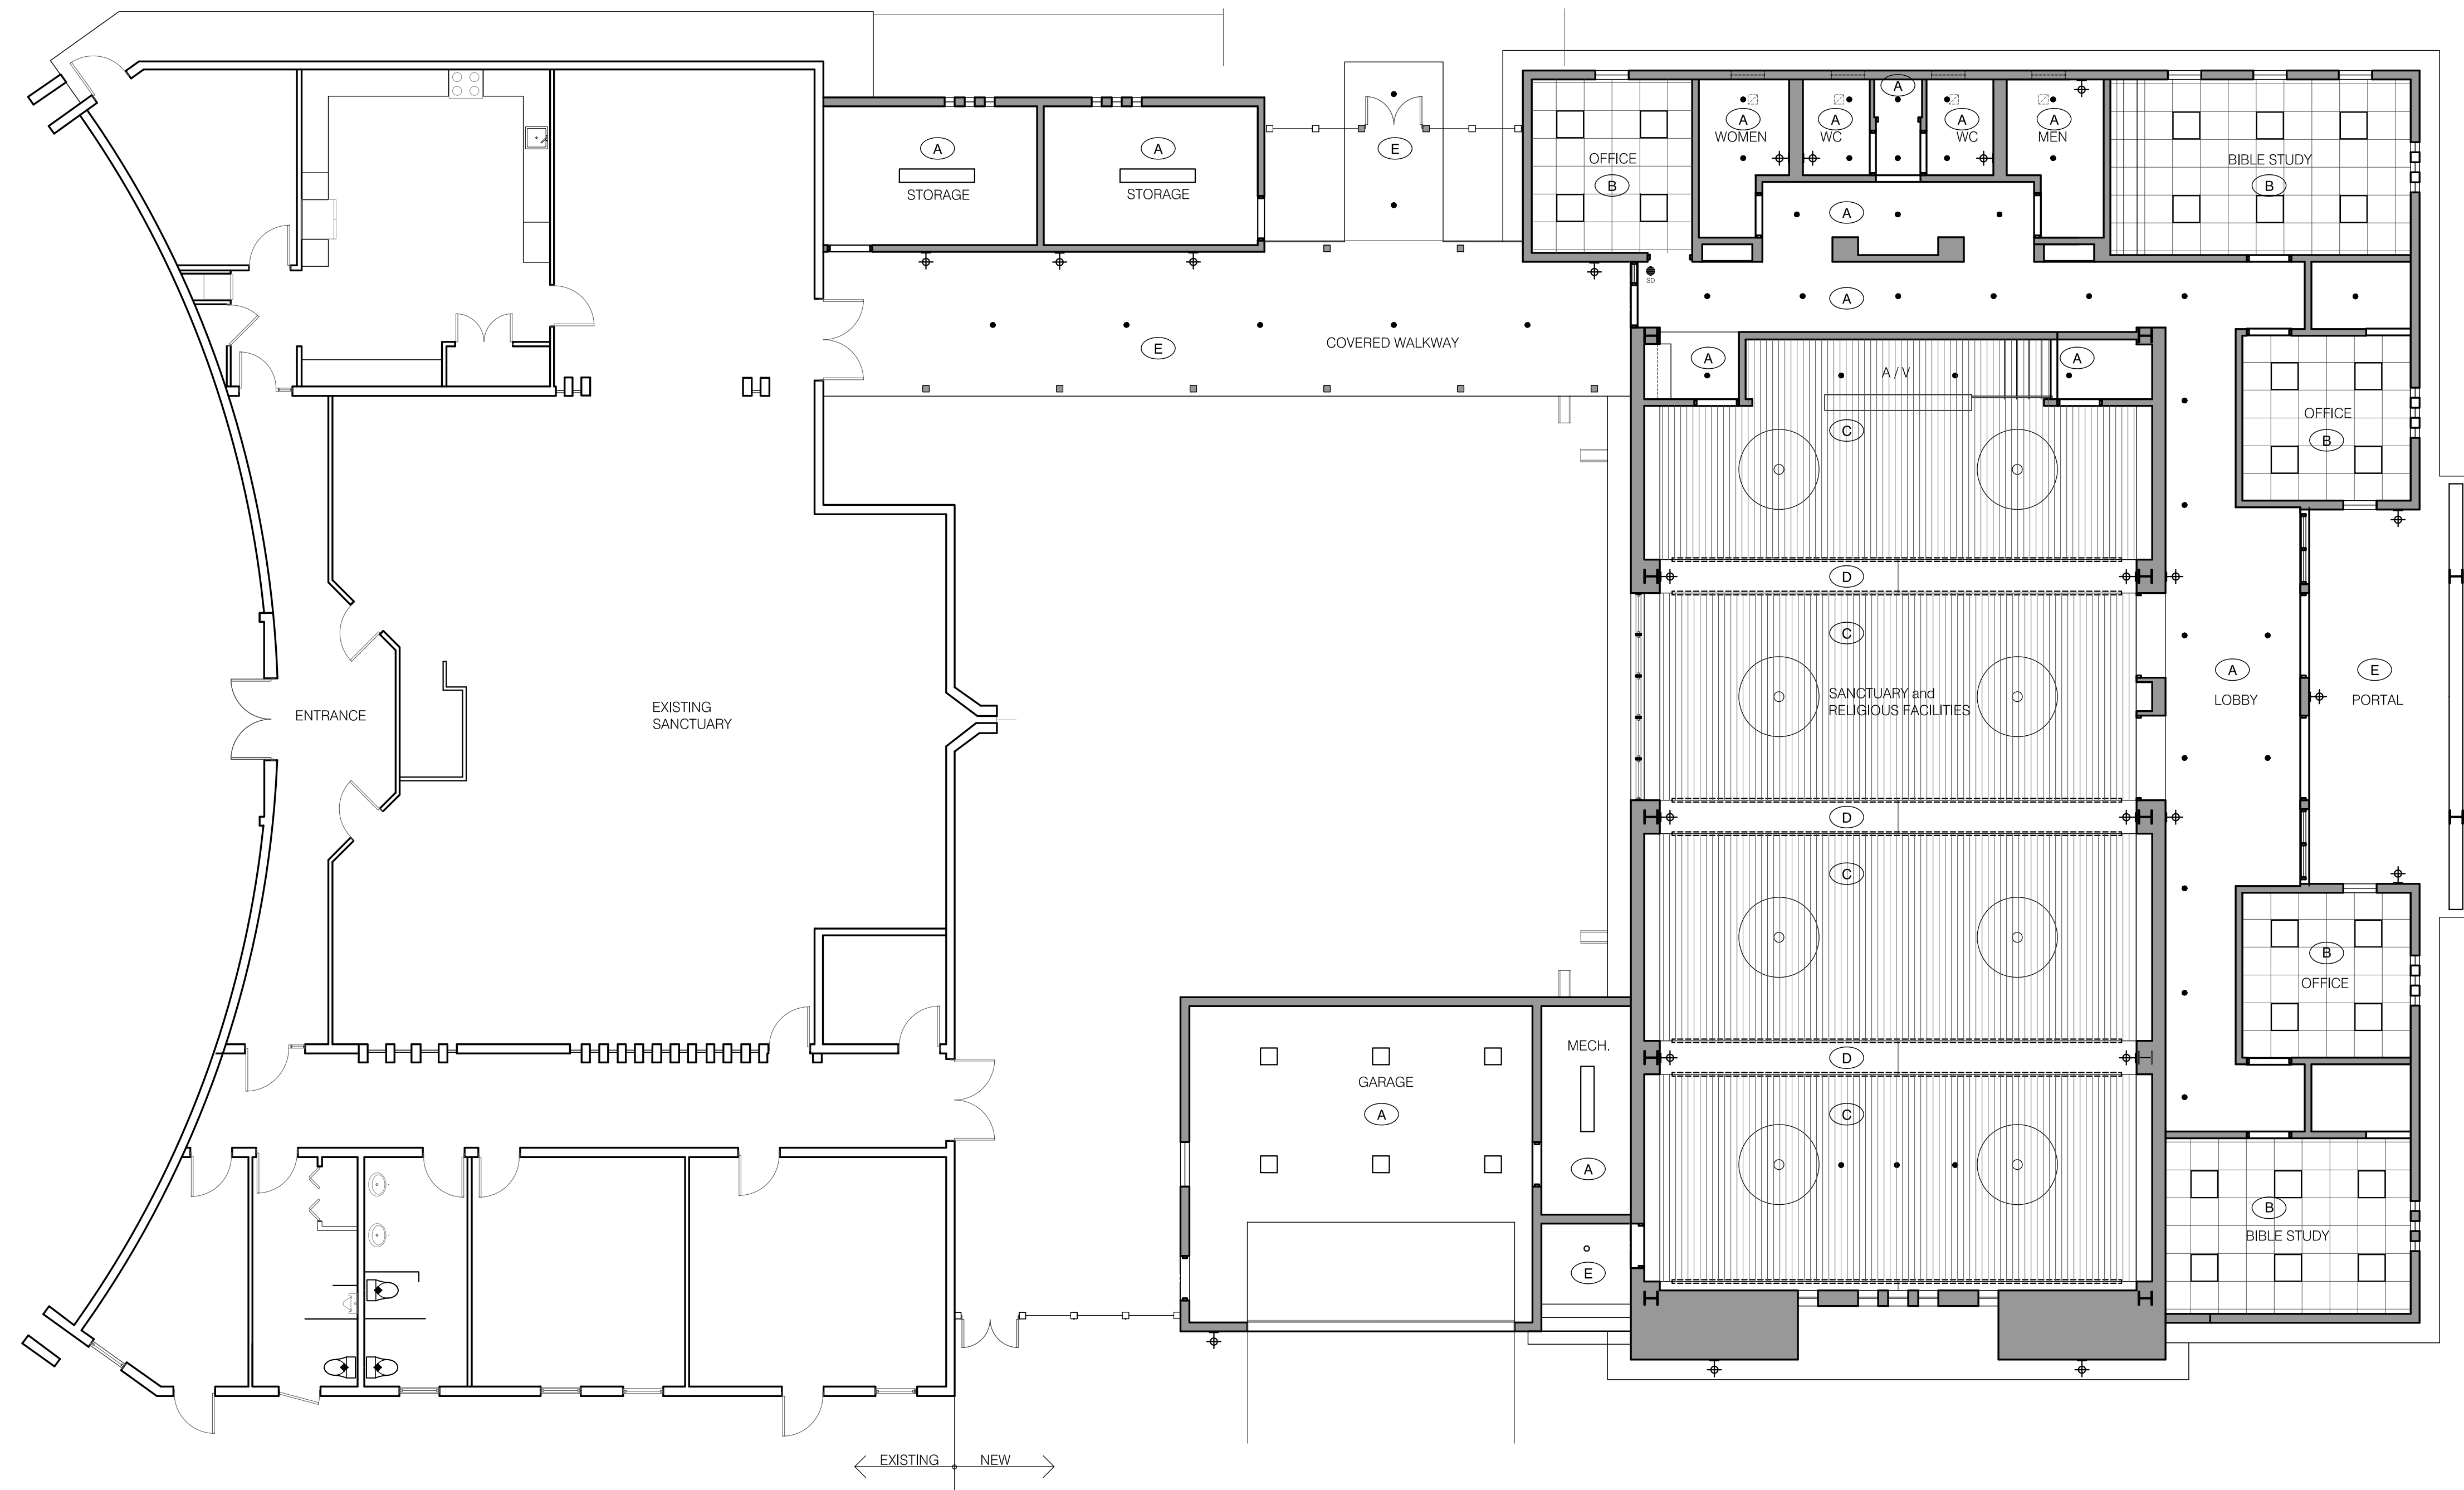 A
A
A
STORAGE
STORAGE
E
OFFICE
B
A
WOMEN
A
WC
A
WC
A
MEN
BIBLE STUDY
B
A
SD
A
COVERED WALKWAY
E
A
A / V
A
C
OFFICE
B
D
C
SANCTUARY and
RELIGIOUS FACILITIES
A
LOBBY
E
PORTAL
ENTRANCE
EXISTING
SANCTUARY
D
C
B
OFFICE
MECH.
D
GARAGE
A
C
A
B
BIBLE STUDY
E
EXISTING
NEW